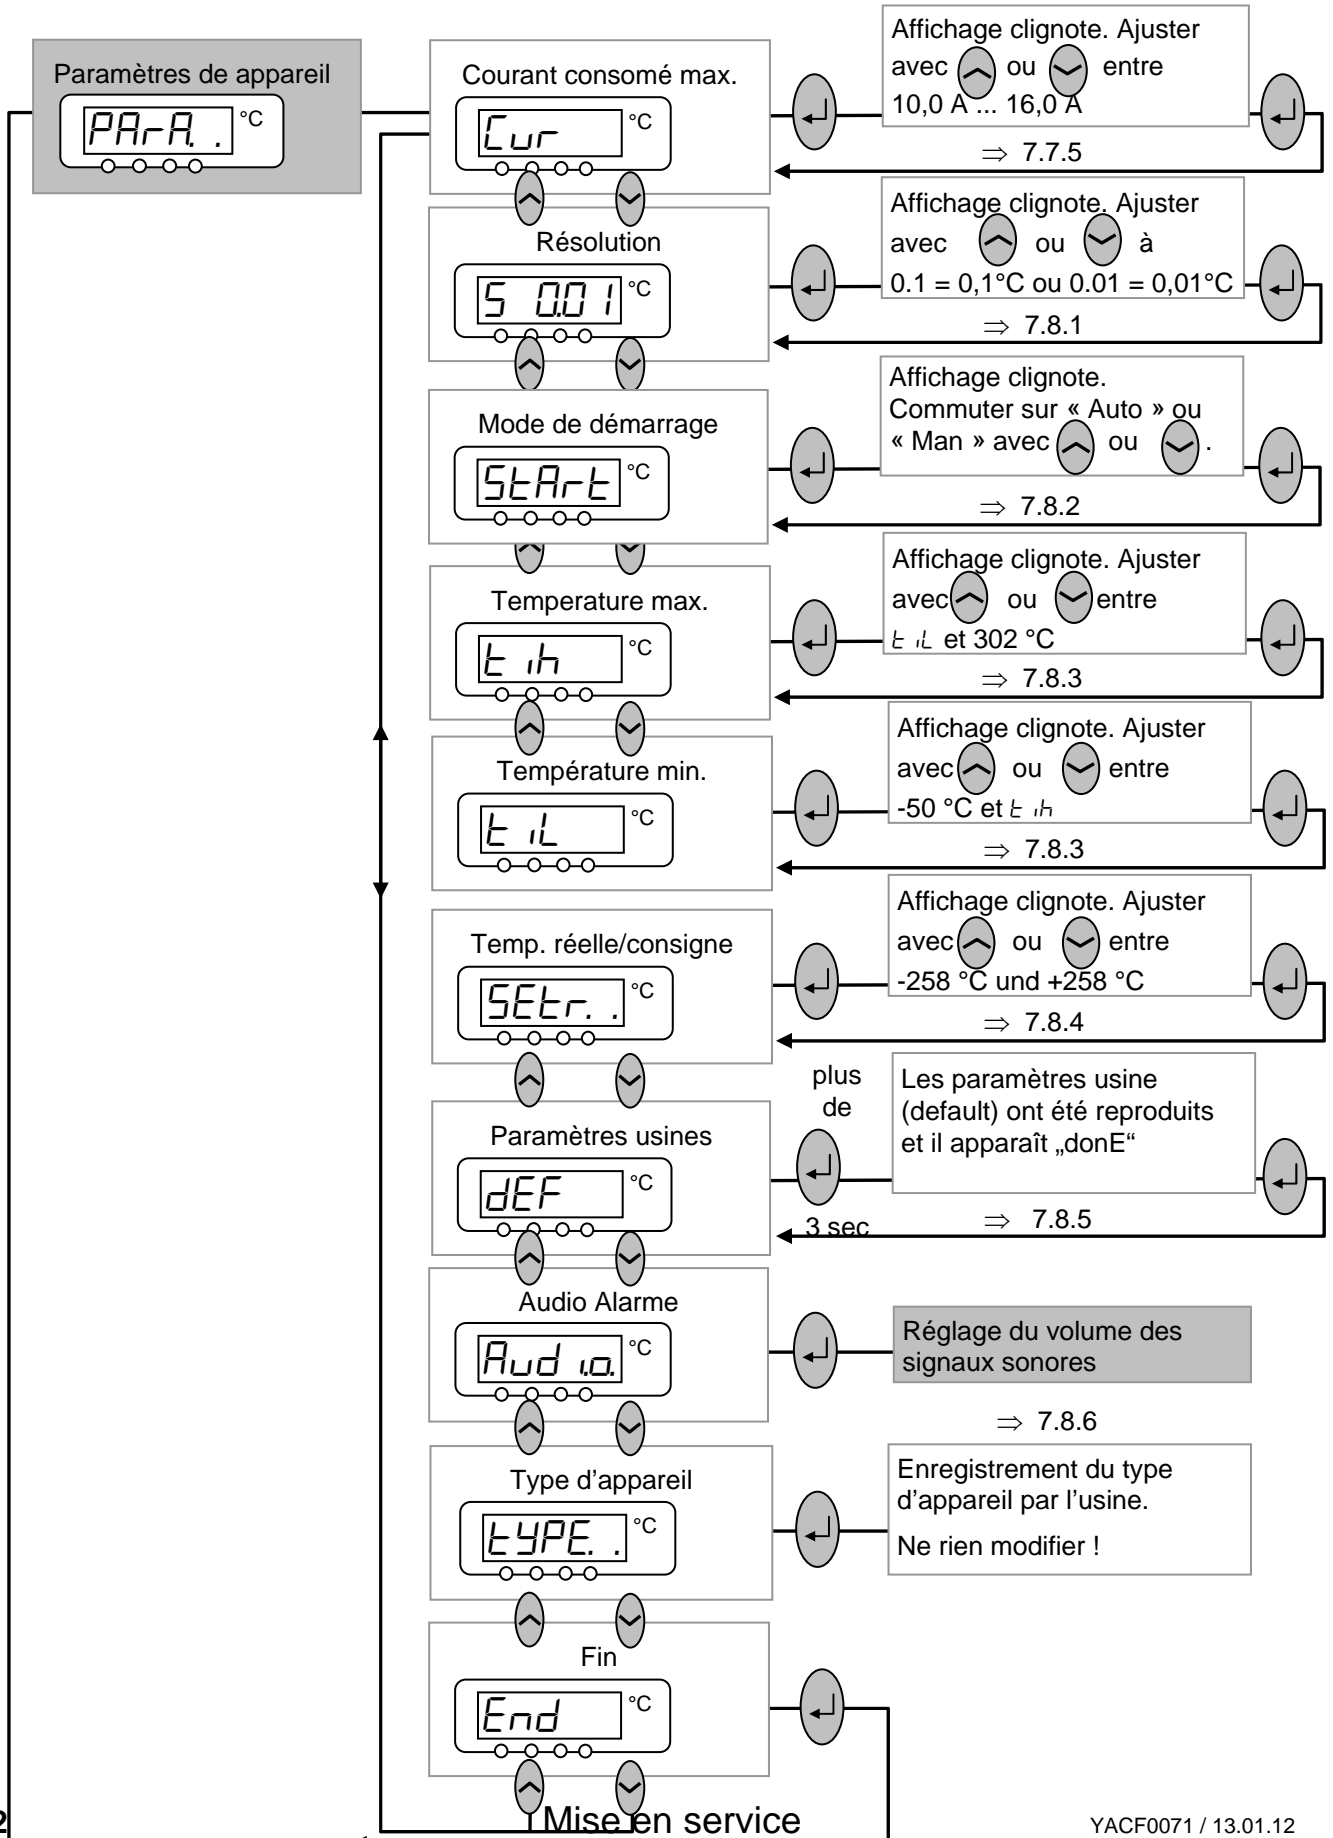 Paramètres de appareil
PArA. .
°C
Courant consomé max.
Cur
°C
Affichage clignote. Ajuster
avec ou entre
10,0 A ... 16,0 A
⇒ 7.7.5
Résolution
S 0.01
°C
Affichage clignote. Ajuster
avec ou à
0.1 = 0,1°C ou 0.01 = 0,01°C
⇒ 7.8.1
Mode de démarrage
StArt
°C
Affichage clignote.
Commuter sur « Auto » ou
« Man » avec ou .
⇒ 7.8.2
Temperature max.
t ih
°C
Affichage clignote. Ajuster
avec ou entre
t iL et 302 °C
⇒ 7.8.3
Température min.
t iL
°C
Affichage clignote. Ajuster
avec ou entre
-50 °C et t ih
⇒ 7.8.3
Temp. réelle/consigne
SEtr. .
°C
Affichage clignote. Ajuster
avec ou entre
-258 °C und +258 °C
⇒ 7.8.4
Paramètres usines
dEF
°C
plus
de
3 sec
Les paramètres usine
(default) ont été reproduits
et il apparaît „donE“
⇒ 7.8.5
Audio Alarme
Aud io.
°C
Réglage du volume des
signaux sonores
⇒ 7.8.6
Type d’appareil
tYPE. .
°C
Enregistrement du type
d’appareil par l’usine.
Ne rien modifier !
Fin
End
°C
2
Mise en service
YACF0071 / 13.01.12